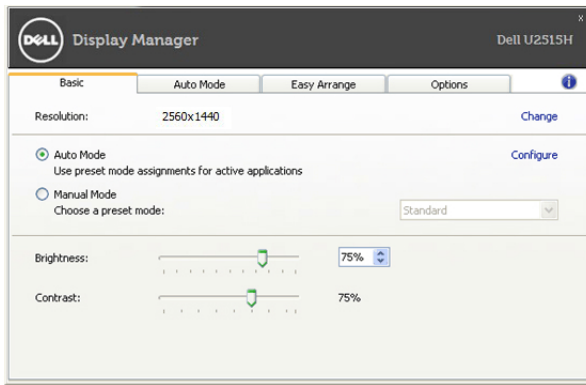 DELL Display Manager Dell U2515H
Basic Auto Mode Easy Arrange Options
Resolution: 2560x1440 Change
Auto Mode Configure
Use preset mode assignments for active applications
Manual Mode
Choose a preset mode: Standard
Brightness: 75%
Contrast: 75%